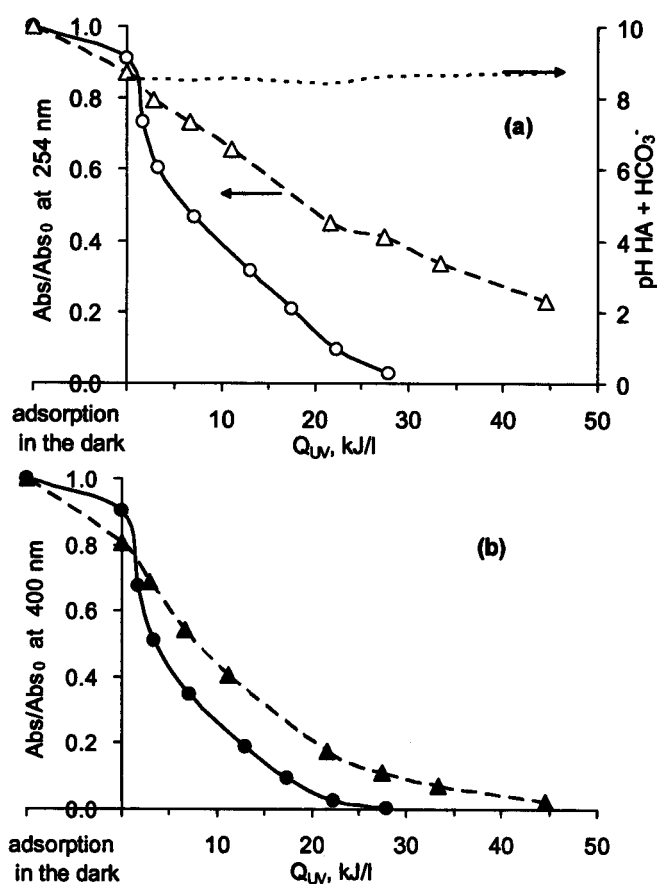 1.0
0.8
0.6
0.4
0.2
0.0
Abs/Abs₀ at 254 nm
10
8
6
4
2
0
pH HA + HCO₃⁻
(a)
adsorption in the dark
10 20 30 40 50
Q_UV, kJ/l
1.0
0.8
0.6
0.4
0.2
0.0
Abs/Abs₀ at 400 nm
(b)
adsorption in the dark
10 20 30 40 50
Q_UV, kJ/l